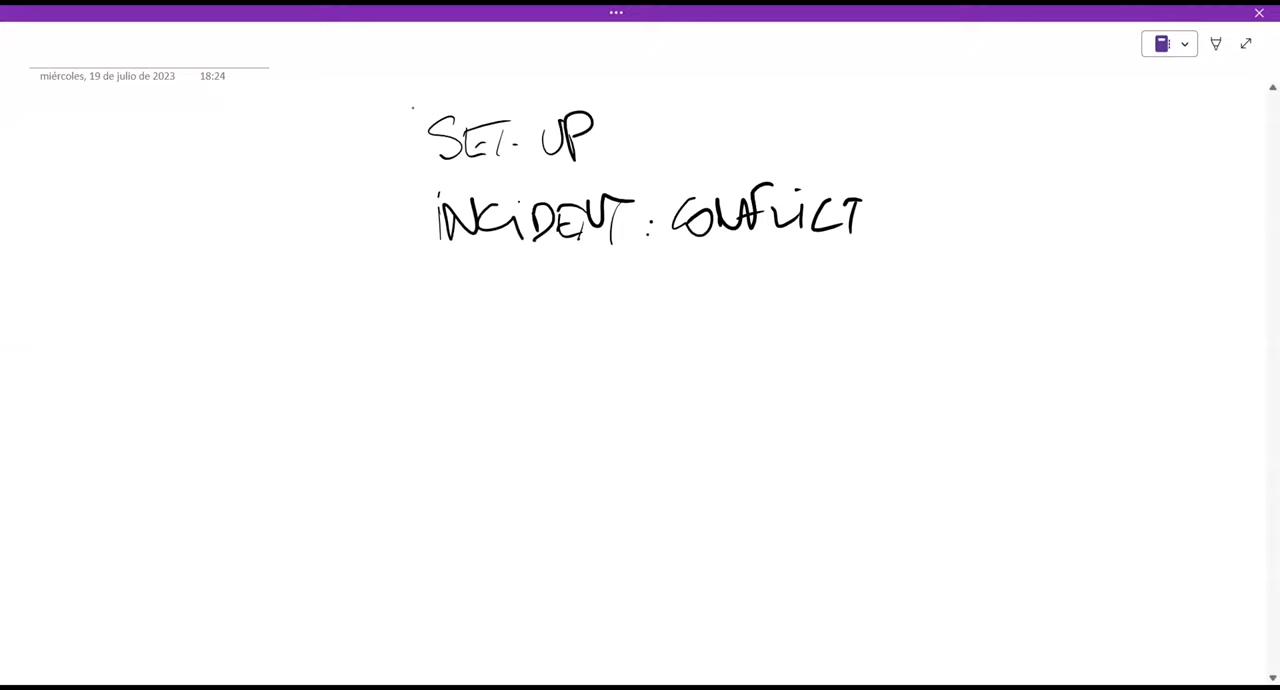 miércoles, 19 de julio de 2023 18:24
SET-UP
INCIDENT: CONFLICT